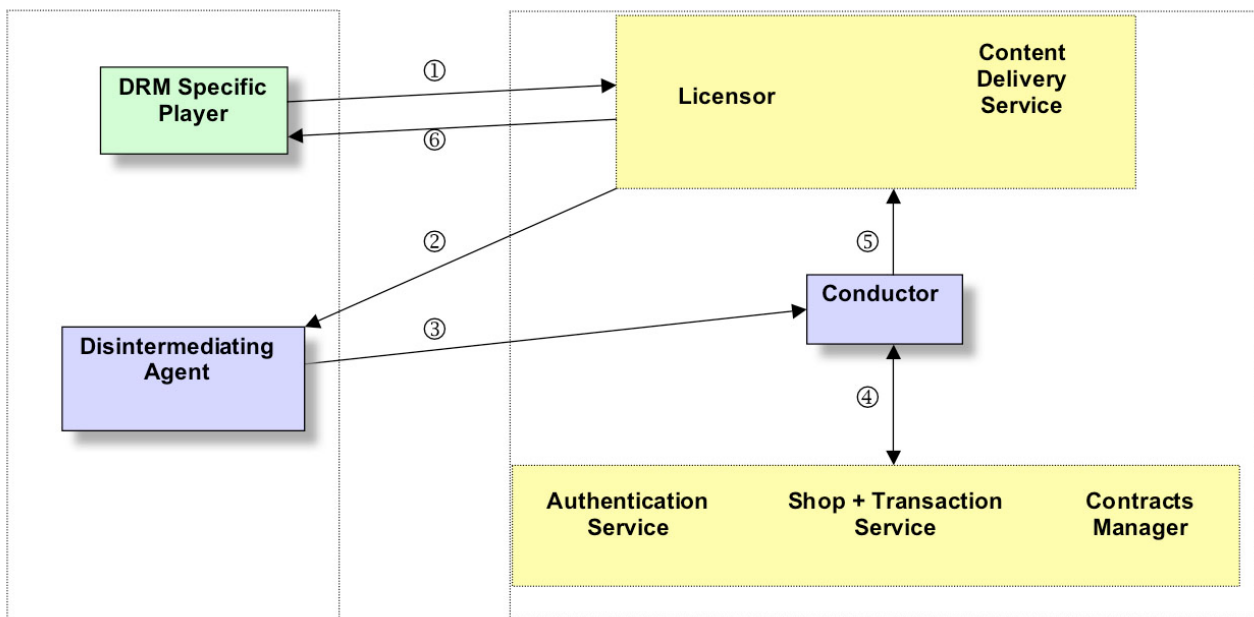 DRM Specific
Player
①
⑥
Licensor
Content
Delivery
Service
②
⑤
Conductor
③
Disintermediating
Agent
④
Authentication
Service
Shop + Transaction
Service
Contracts
Manager